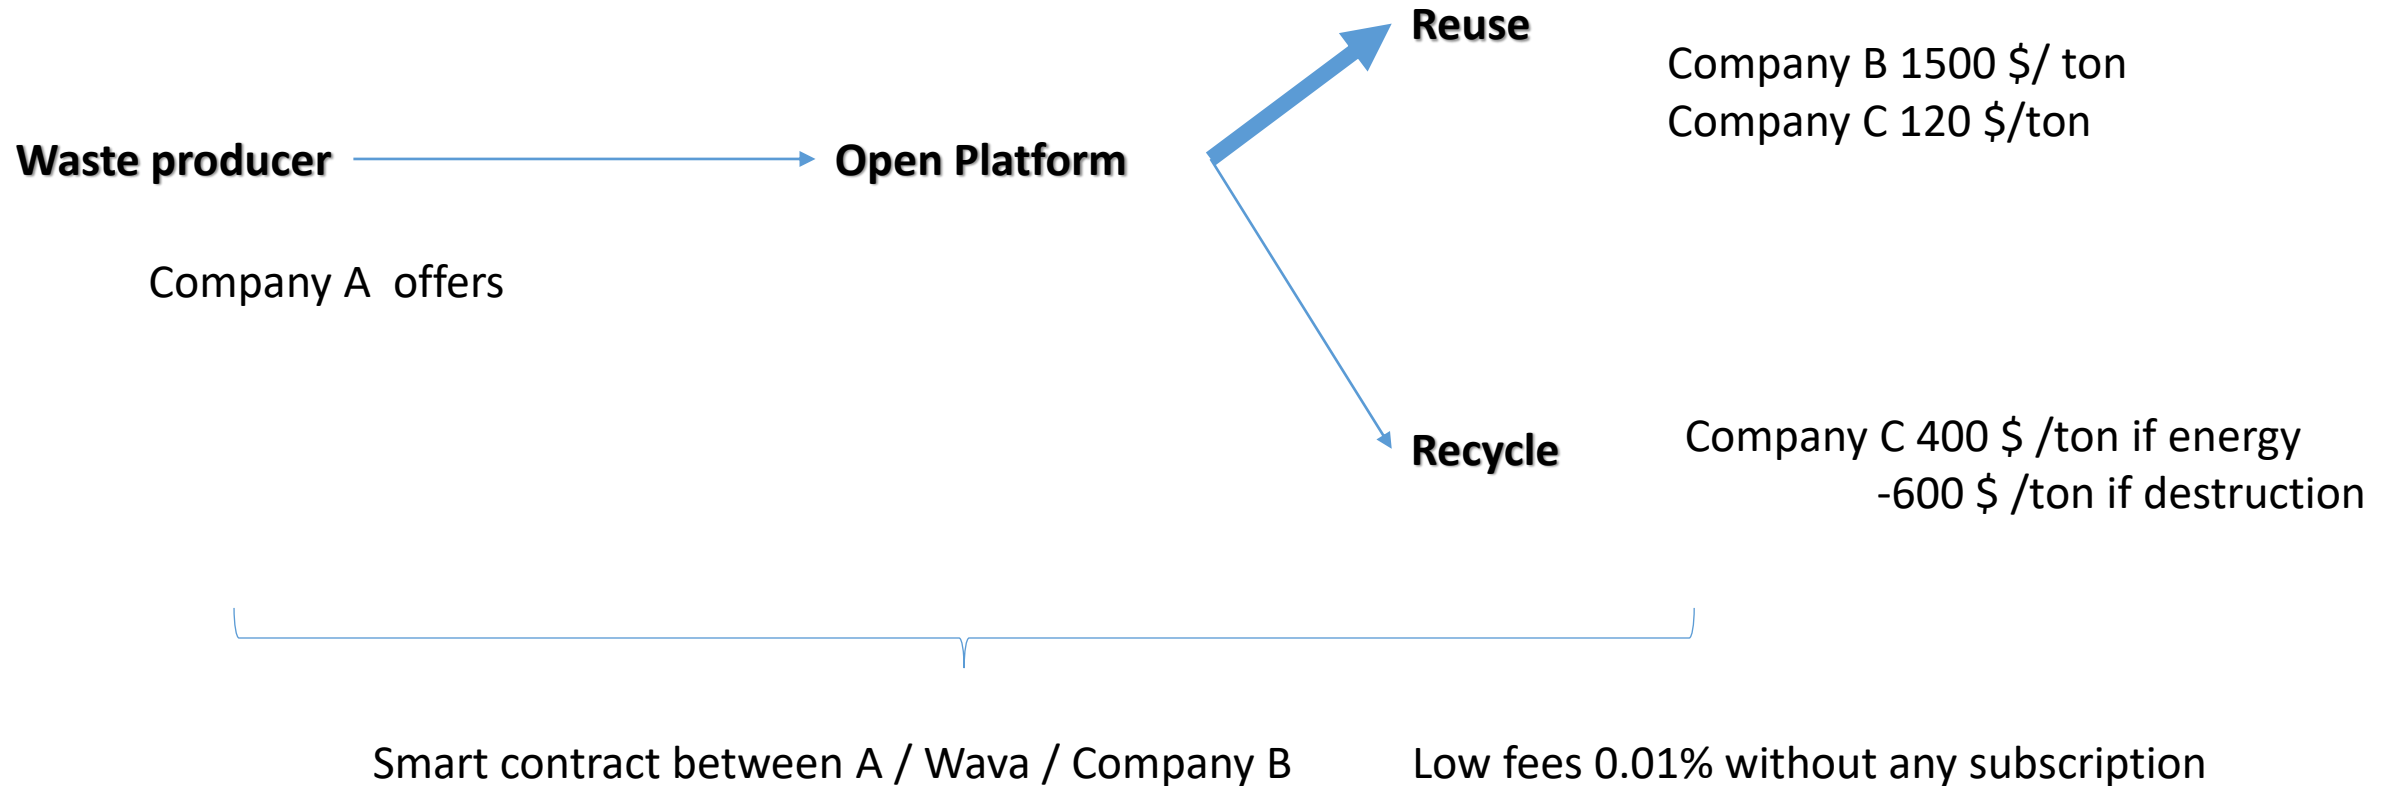 Reuse
Company B 1500 $/ ton
Company C 120 $/ton
Waste producer
Open Platform
Company A  offers
Recycle
Company C 400 $ /ton if energy
-600 $ /ton if destruction
Smart contract between A / Wava / Company B
Low fees 0.01% without any subscription